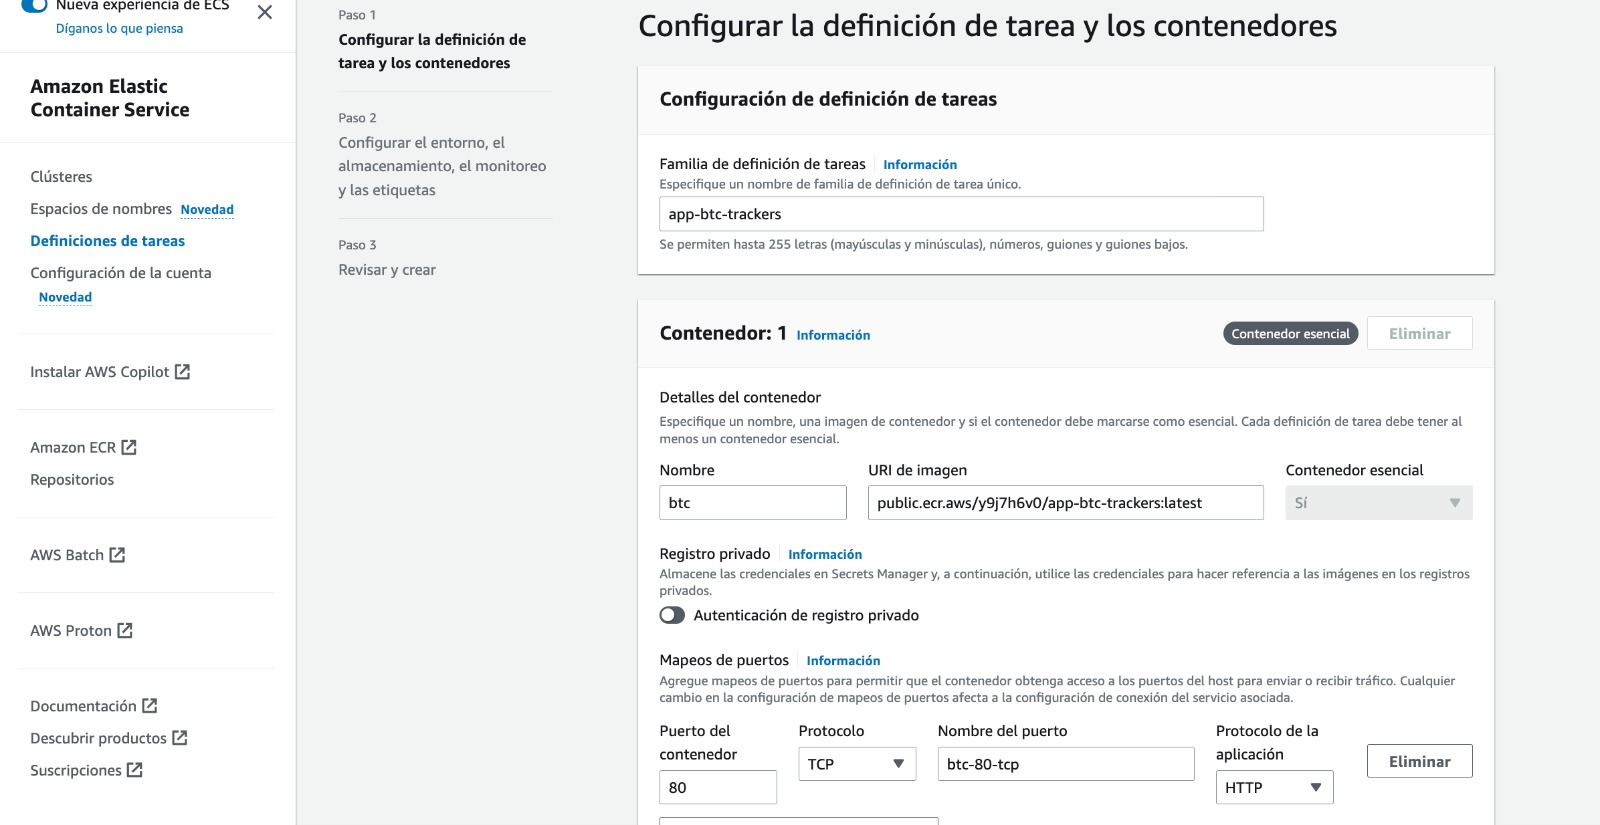 Nueva experiencia de ECS
Díganos lo que piensa
Amazon Elastic
Container Service
Clústeres
Espacios de nombres Novedad
Definiciones de tareas
Configuración de la cuenta
Novedad
Instalar AWS Copilot
Amazon ECR
Repositorios
AWS Batch
AWS Proton
Documentación
Descubrir productos
Suscripciones
Paso 1
Configurar la definición de
tarea y los contenedores
Paso 2
Configurar el entorno, el
almacenamiento, el monitoreo
y las etiquetas
Paso 3
Revisar y crear
Configurar la definición de tarea y los contenedores
Configuración de definición de tareas
Familia de definición de tareas Información
Especifique un nombre de familia de definición de tarea único.
app-btc-trackers
Se permiten hasta 255 letras (mayúsculas y minúsculas), números, guiones y guiones bajos.
Contenedor: 1 Información
Contenedor esencial Eliminar
Detalles del contenedor
Especifique un nombre, una imagen de contenedor y si el contenedor debe marcarse como esencial. Cada definición de tarea debe tener al
menos un contenedor esencial.
Nombre URI de imagen Contenedor esencial
btc public.ecr.aws/y9j7h6v0/app-btc-trackers:latest Sí
Registro privado Información
Almacene las credenciales en Secrets Manager y, a continuación, utilice las credenciales para hacer referencia a las imágenes en los registros
privados.
Autenticación de registro privado
Mapeos de puertos Información
Agregue mapeos de puertos para permitir que el contenedor obtenga acceso a los puertos del host para enviar o recibir tráfico. Cualquier
cambio en la configuración de mapeos de puertos afecta a la configuración de conexión del servicio asociada.
Puerto del
contenedor
80
Protocolo
TCP
Nombre del puerto
btc-80-tcp
Protocolo de la
aplicación
HTTP
Eliminar